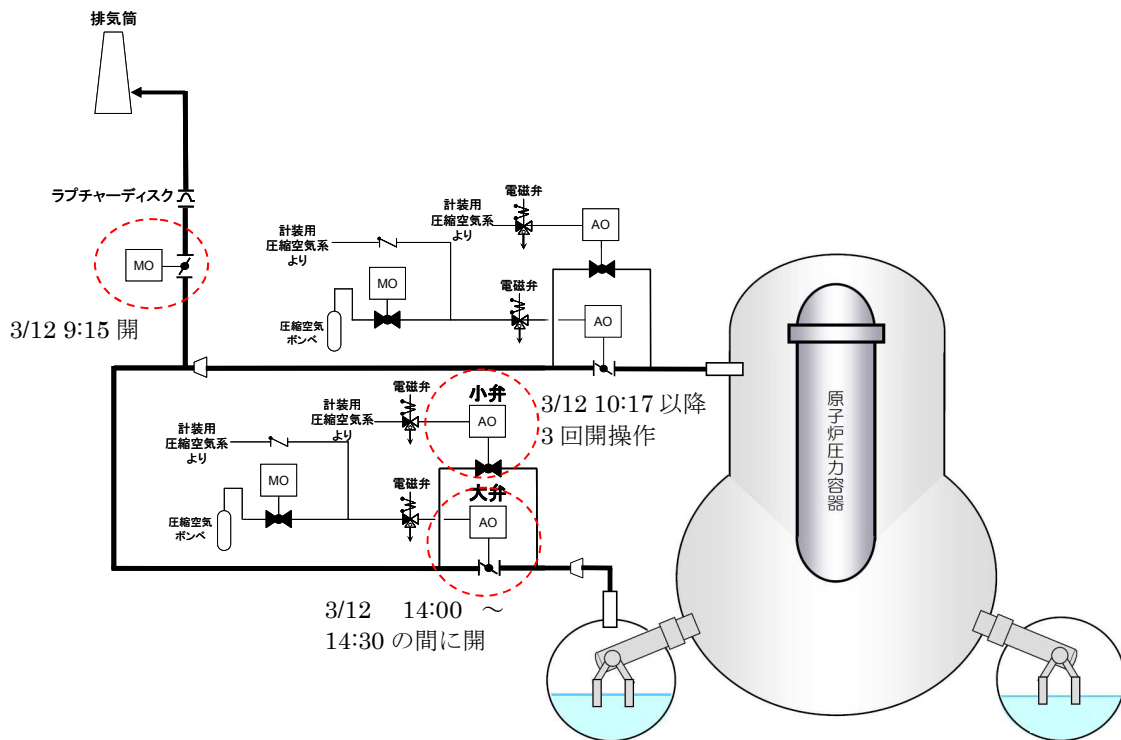 排気筒
ラプチャーディスク
MO
3/12 9:15 開
電磁弁
計装用
圧縮空気系
より
AO
計装用
圧縮空気系
より
MO
電磁弁
圧縮空気
ボンベ
AO
小弁
電磁弁
計装用
圧縮空気系
より
AO
3/12 10:17 以降
3 回開操作
計装用
圧縮空気系
より
MO
電磁弁
大弁
圧縮空気
ボンベ
AO
3/12 14:00 ～
14:30 の間に開
原子炉圧力容器